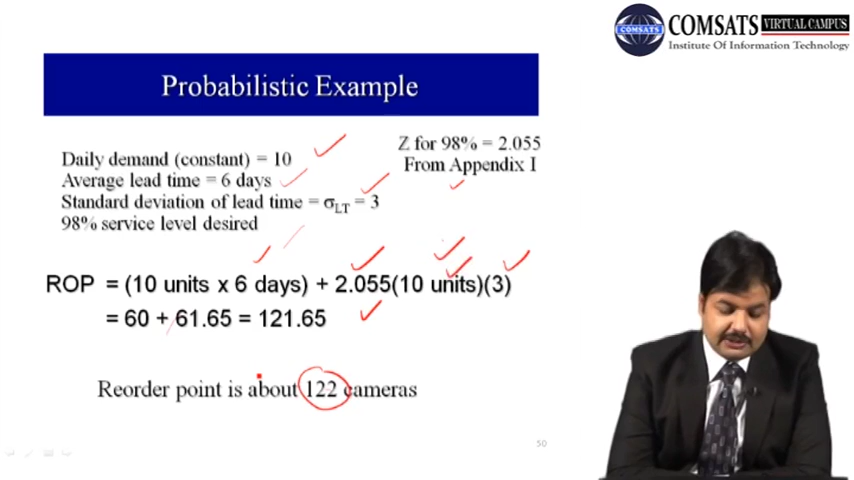 COMSATS VIRTUAL CAMPUS
COMSATS
Institute Of Information Technology
Probabilistic Example
Daily demand (constant) = 10
Average lead time = 6 days
Standard deviation of lead time = σLT = 3
98% service level desired
Z for 98% = 2.055
From Appendix I
ROP = (10 units x 6 days) + 2.055(10 units)(3)
= 60 + 61.65 = 121.65
Reorder point is about 122 cameras
50